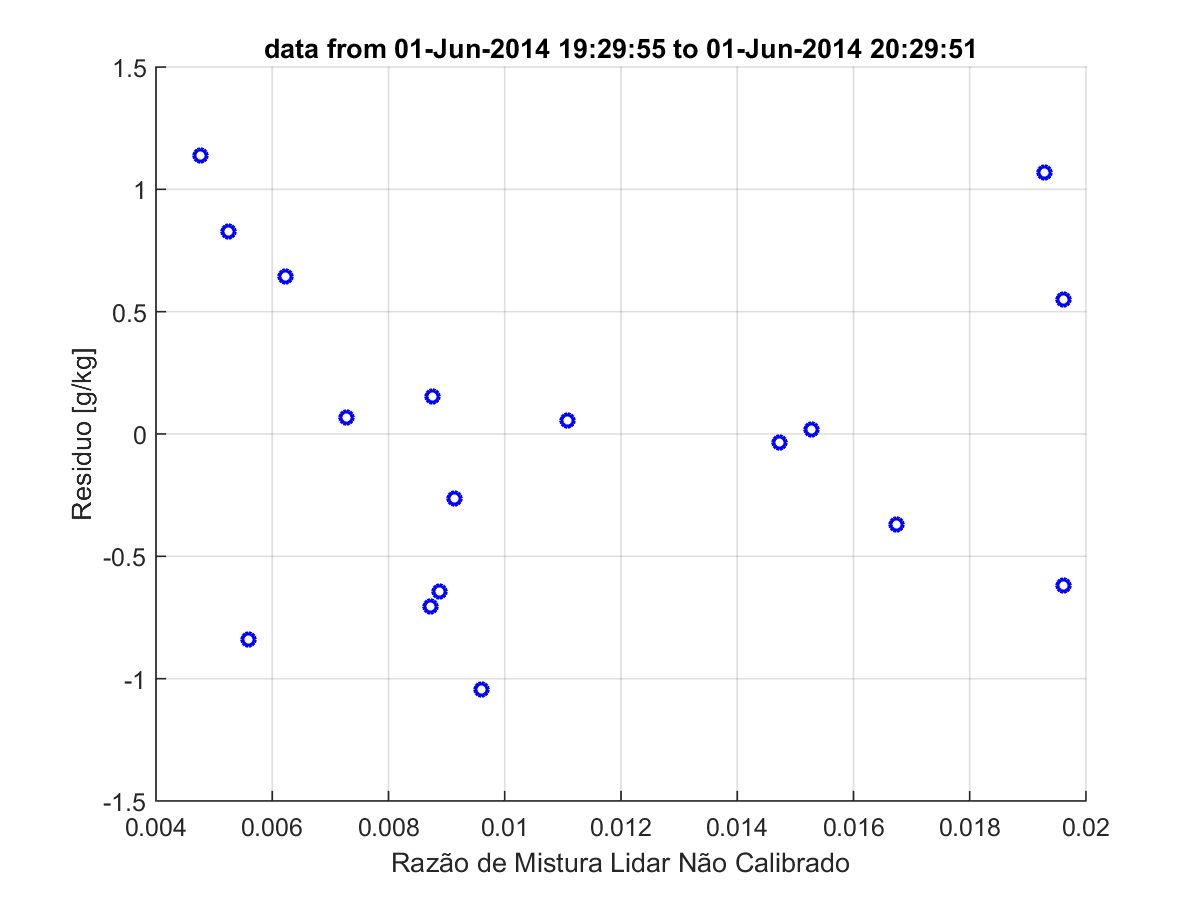 data from 01-Jun-2014 19:29:55 to 01-Jun-2014 20:29:51
1.5
1
0.5
0
-0.5
-1
-1.5
Residuo [g/kg]
0.004 0.006 0.008 0.01 0.012 0.014 0.016 0.018 0.02
Razão de Mistura Lidar Não Calibrado